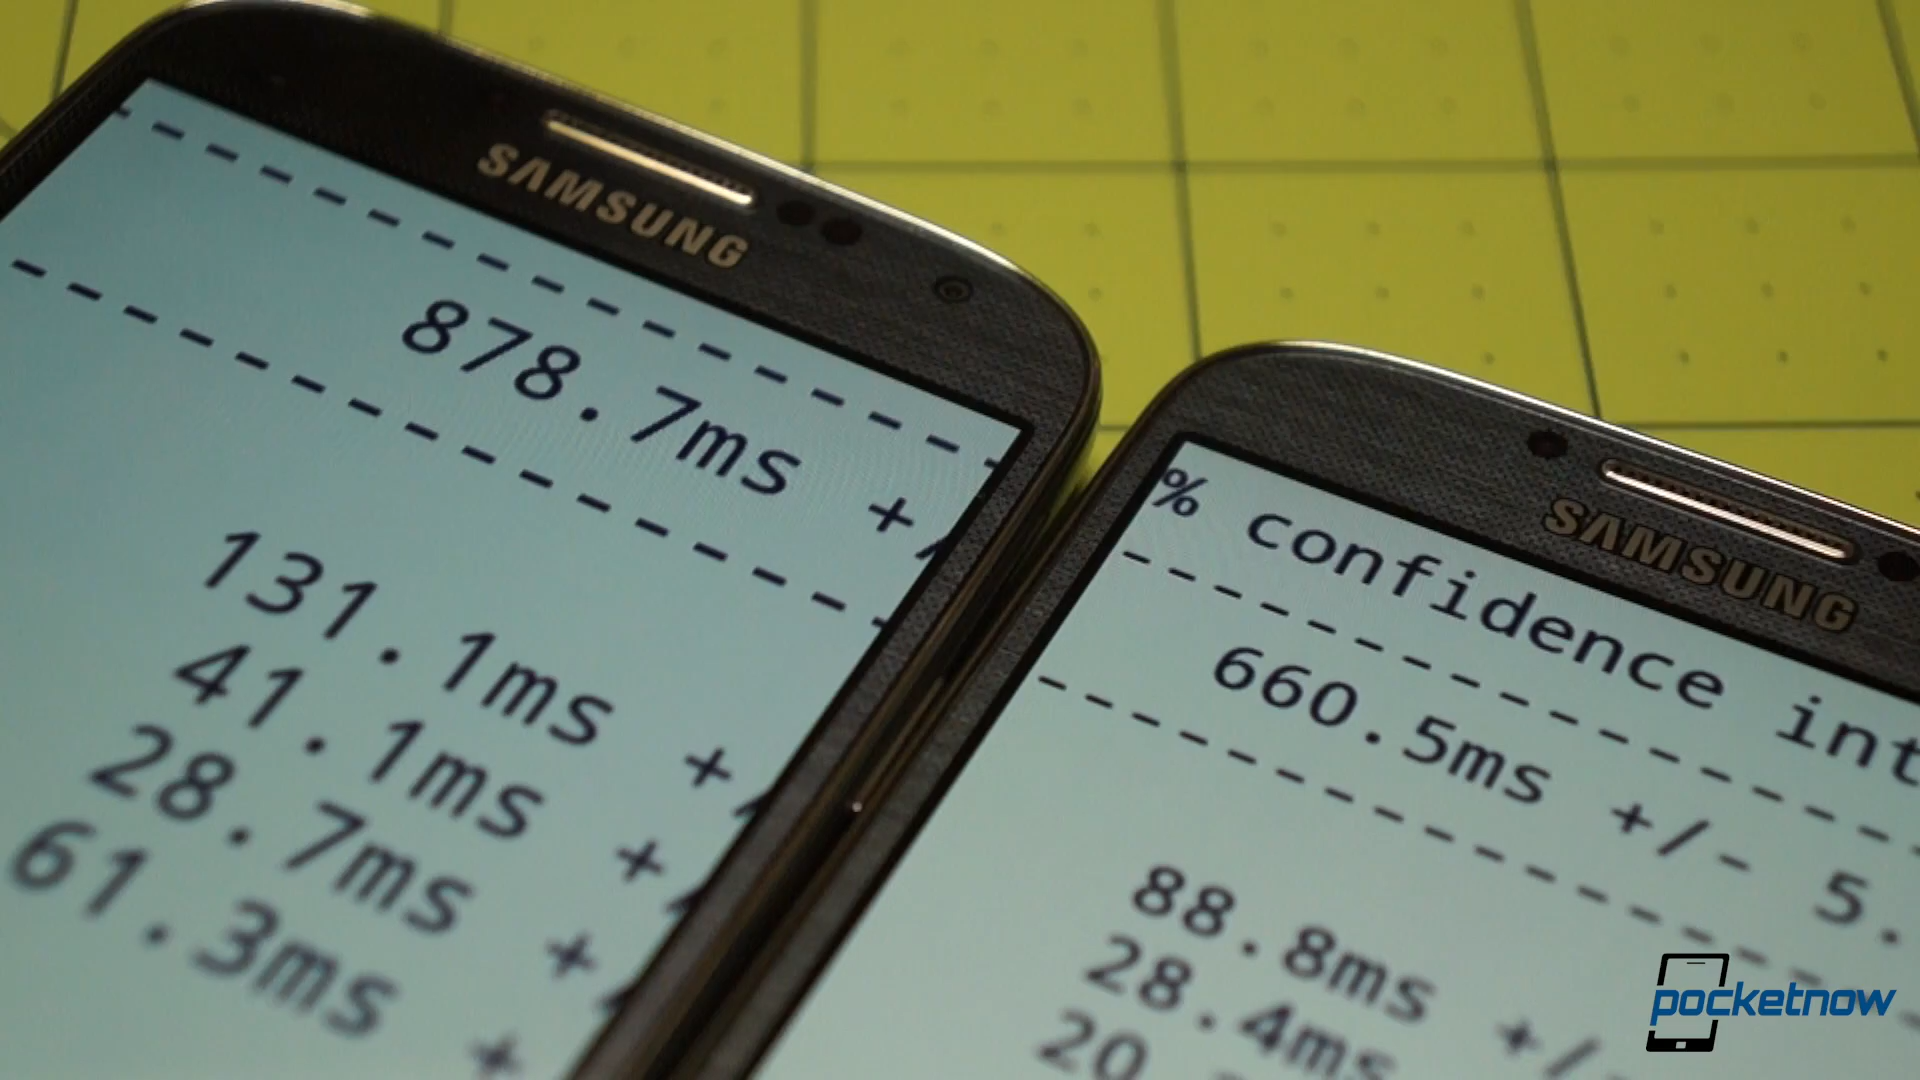 SAMSUNG
--------------------
878.7ms +/
--------------------
131.1ms +/
41.1ms +/
28.7ms +/
61.3ms +
SAMSUNG
% confidence int
--------------------
660.5ms +/- 5.
--------------------
88.8ms +/
28.4ms
20
pocketnow